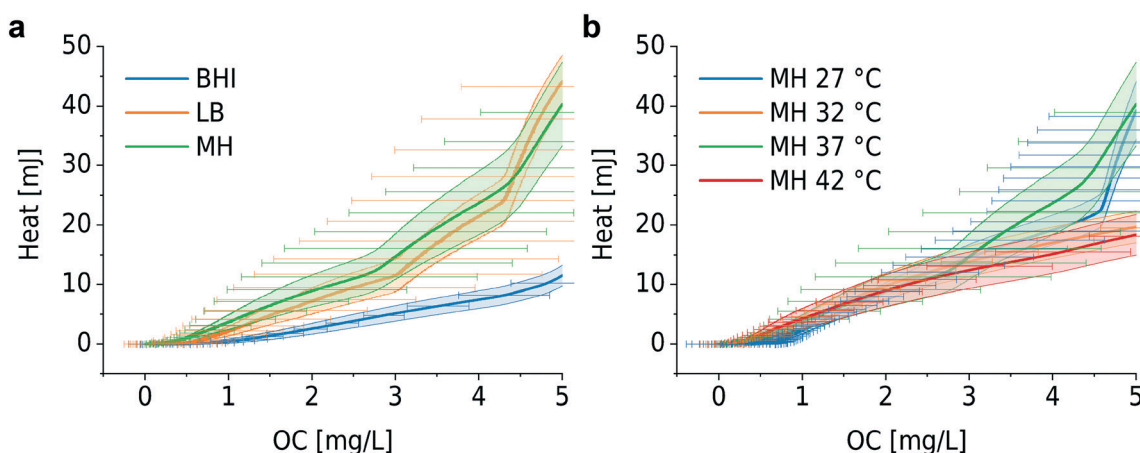 a
50
40
30
20
10
0
Heat [mJ]
BHI
LB
MH
0 1 2 3 4 5
OC [mg/L]
b
50
40
30
20
10
0
Heat [mJ]
MH 27 °C
MH 32 °C
MH 37 °C
MH 42 °C
0 1 2 3 4 5
OC [mg/L]